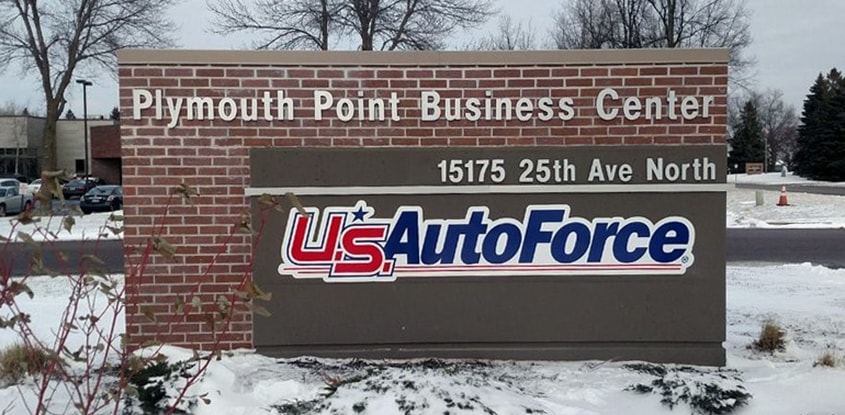 Plymouth Point Business Center
15175 25th Ave North
U.S. AutoForce®